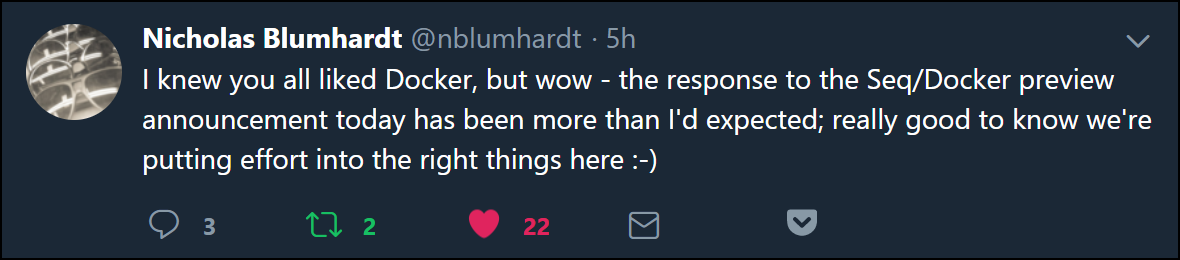 Nicholas Blumhardt @nblumhardt · 5h
I knew you all liked Docker, but wow - the response to the Seq/Docker preview
announcement today has been more than I'd expected; really good to know we're
putting effort into the right things here :-)
3 2 22